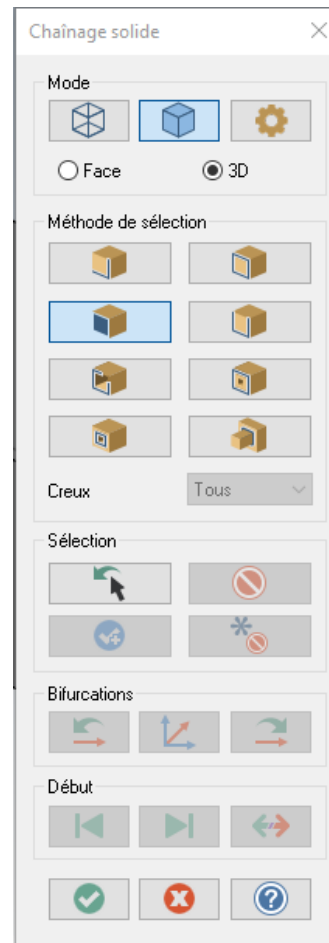 Chaînage solide
Mode
Face
3D
Méthode de sélection
Creux
Tous
Sélection
Bifurcations
Début